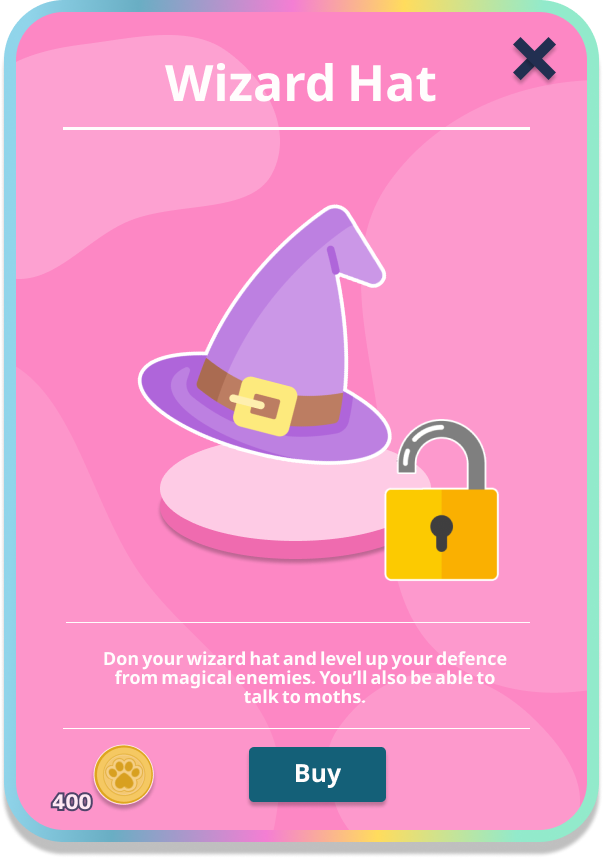 Wizard Hat
Don your wizard hat and level up your defence
from magical enemies. You’ll also be able to
talk to moths.
400
Buy